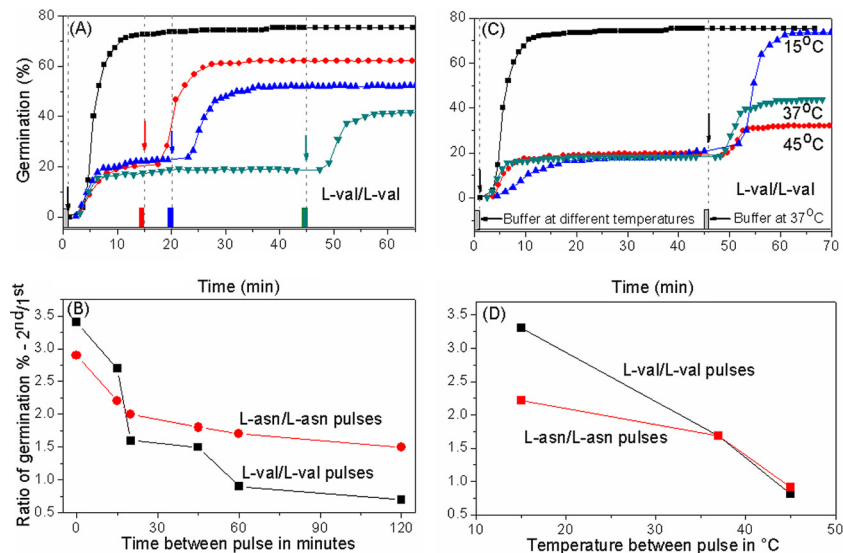 (A)
80
60
40
20
0
Germination (%)
L-val/L-val
0 10 20 30 40 50 60
Time (min)
(C)
80
60
40
20
0
15°C
37°C
45°C
L-val/L-val
Buffer at different temperatures
Buffer at 37°C
0 10 20 30 40 50 60 70
Time (min)
(B)
3.5
3.0
2.5
2.0
1.5
1.0
0.5
Ratio of germination % - 2nd/1st
L-asn/L-asn pulses
L-val/L-val pulses
0 30 60 90 120
Time between pulse in minutes
(D)
3.5
3.0
2.5
2.0
1.5
1.0
0.5
L-val/L-val pulses
L-asn/L-asn pulses
10 20 30 40 50
Temperature between pulse in °C